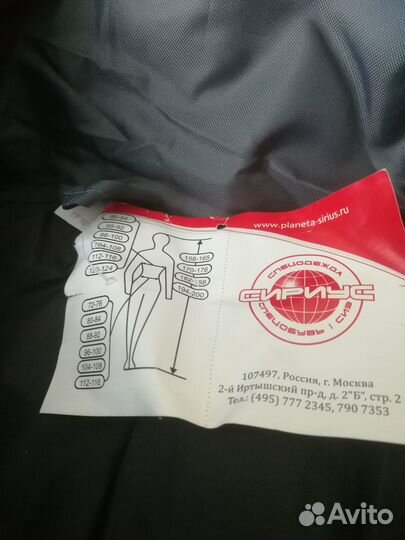 80-84
88-92
96-100
104-108
112-116
120-124
72-76
80-84
88-92
96-100
104-108
112-116
158-165
170-176
182-188
194-200
www.planeta-sirius.ru
СПЕЦОДЕЖДА
СИРИУС
СПЕЦОБУВЬ | СИЗ
107497, Россия, г. Москва
2-й Иртышский пр-д, д. 2"Б", стр. 2
Тел.: (495) 777 2345, 790 7353
Avito